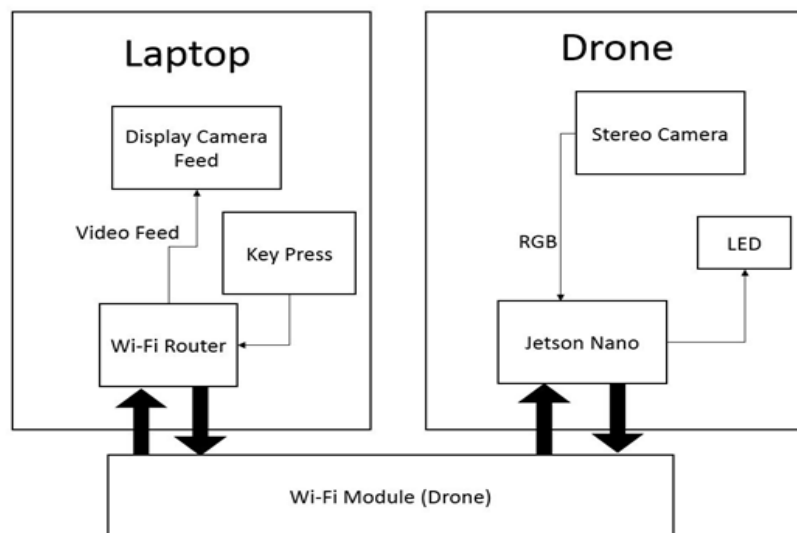 Laptop
Display Camera
Feed
Video Feed
Key Press
Wi-Fi Router
Drone
Stereo Camera
RGB
LED
Jetson Nano
Wi-Fi Module (Drone)